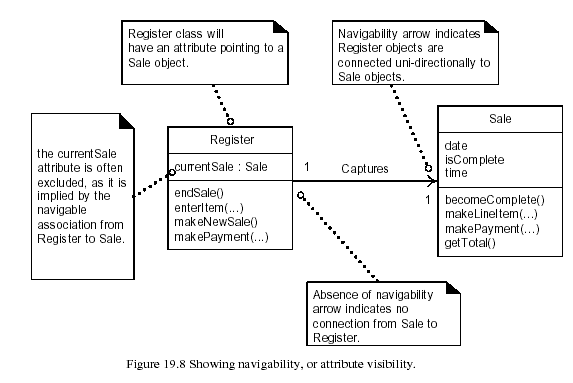 Register class will
have an attribute pointing to a
Sale object.
Navigability arrow indicates
Register objects are
connected uni-directionally to
Sale objects.
the currentSale
attribute is often
excluded, as it is
implied by the
navigable
association from
Register to Sale.
Register
currentSale : Sale
endSale()
enterItem(...)
makeNewSale()
makePayment(...)
1
Captures
1
Sale
date
isComplete
time
becomeComplete()
makeLineItem(...)
makePayment(...)
getTotal()
Absence of navigability
arrow indicates no
connection from Sale to
Register.
Figure 19.8 Showing navigability, or attribute visibility.